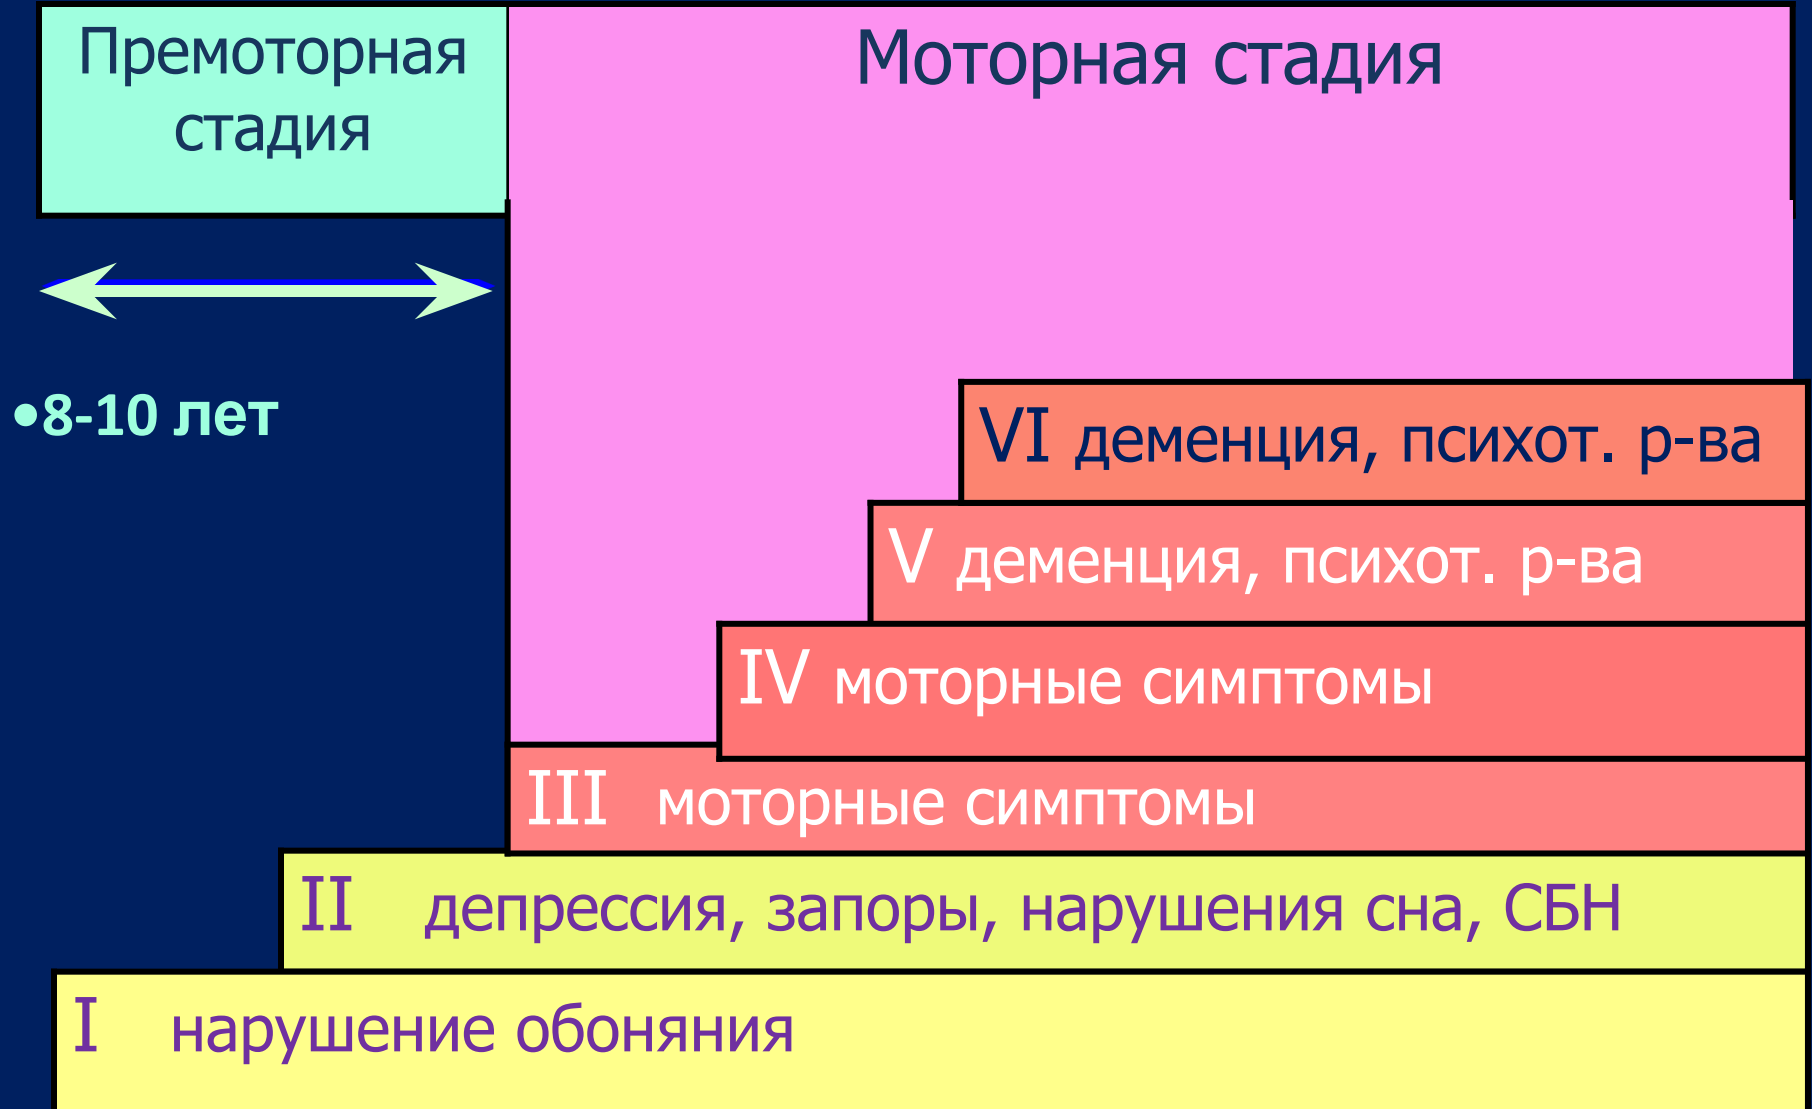 Премоторная
стадия
Моторная стадия
•8-10 лет
VI деменция, психот. р-ва
V деменция, психот. р-ва
IV моторные симптомы
III моторные симптомы
II депрессия, запоры, нарушения сна, СБН
I нарушение обоняния